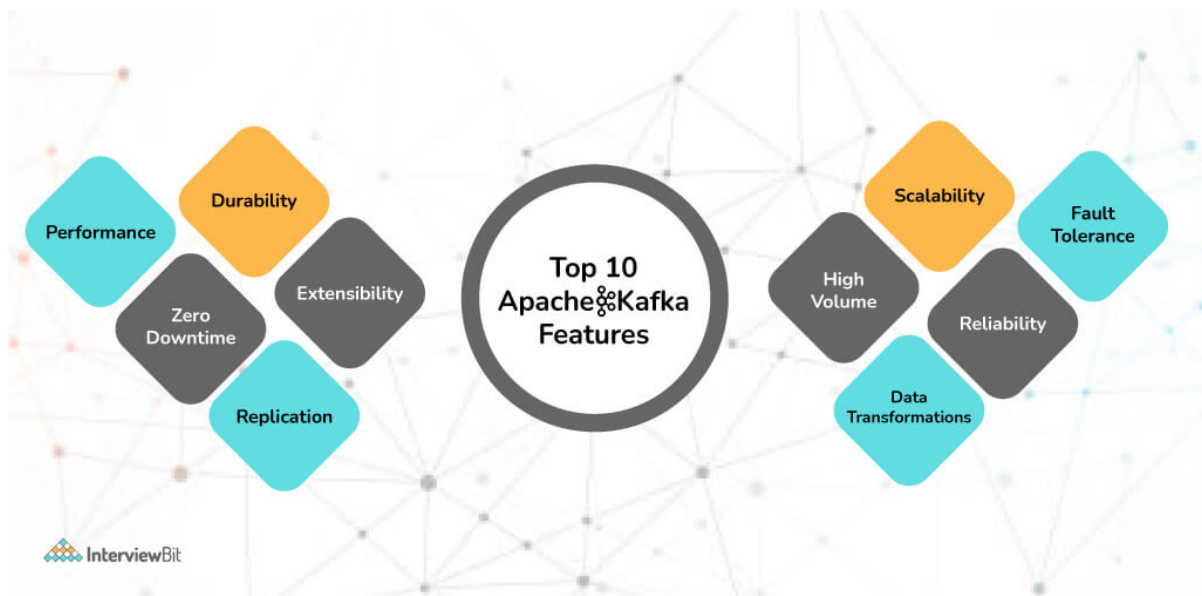 Performance
Durability
Zero
Downtime
Extensibility
Replication
Top 10
Apache Kafka
Features
Scalability
Fault
Tolerance
High
Volume
Reliability
Data
Transformations
InterviewBit